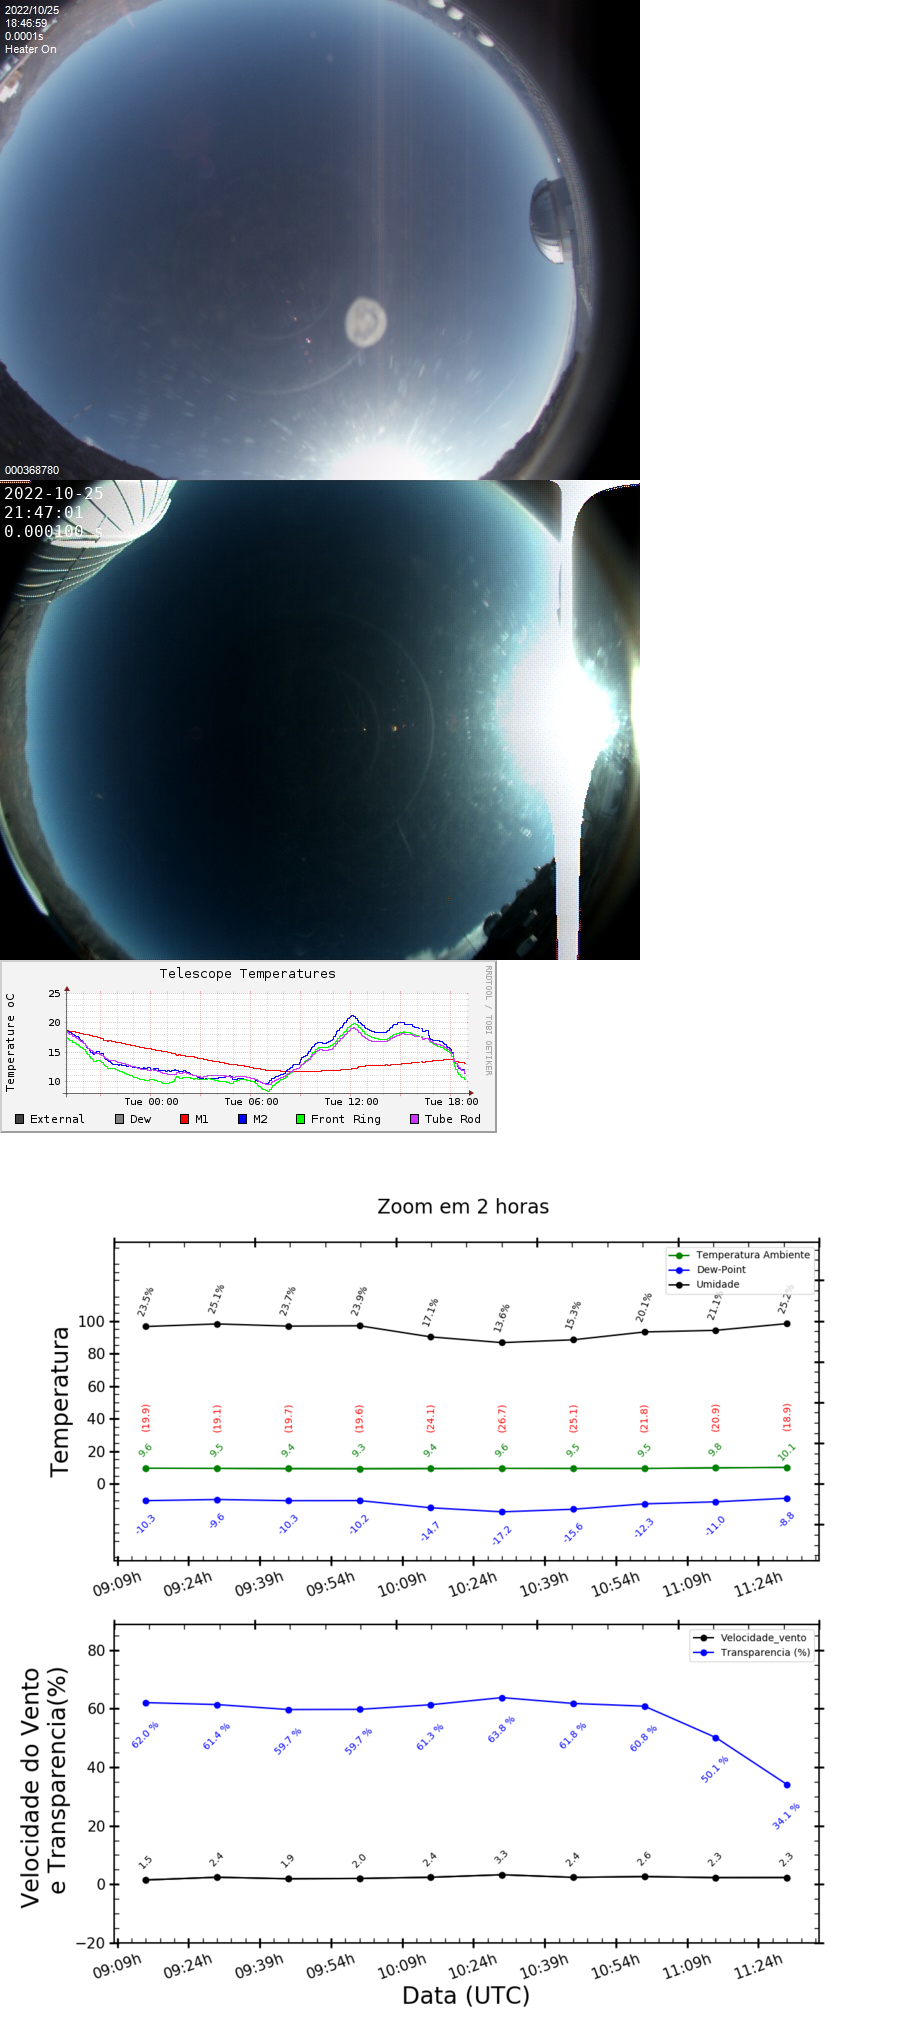 2022/10/25
18:46:59
0.0001s
Heater On
000368780
2022-10-25
21:47:01
0.000100 s
Telescope Temperatures
RRDTOOL / TOBI OETIKER
Temperature oC
25
20
15
10
Tue 00:00 Tue 06:00 Tue 12:00 Tue 18:00
External Dew M1 M2 Front Ring Tube Rod
Zoom em 2 horas
Temperatura Ambiente
Dew-Point
Umidade
Temperatura
23.5% 25.1% 23.7% 23.9% 17.1% 13.6% 15.3% 20.1% 21.1% 25.2%
100
80
60
40
20
0
(19.9) (19.1) (19.7) (19.6) (24.1) (26.7) (25.1) (21.8) (20.9) (18.9)
9.6 9.5 9.4 9.3 9.4 9.6 9.5 9.5 9.8 10.1
-10.3 -9.6 -10.3 -10.2 -14.7 -17.2 -15.6 -12.3 -11.0 -8.8
09:09h 09:24h 09:39h 09:54h 10:09h 10:24h 10:39h 10:54h 11:09h 11:24h
Velocidade_vento
Transparencia (%)
Velocidade do Vento
e Transparencia(%)
80
60
40
20
0
−20
62.0 % 61.4 % 59.7 % 59.7 % 61.3 % 63.8 % 61.8 % 60.8 % 50.1 % 34.1 %
1.5 2.4 1.9 2.0 2.4 3.3 2.4 2.6 2.3 2.3
09:09h 09:24h 09:39h 09:54h 10:09h 10:24h 10:39h 10:54h 11:09h 11:24h
Data (UTC)